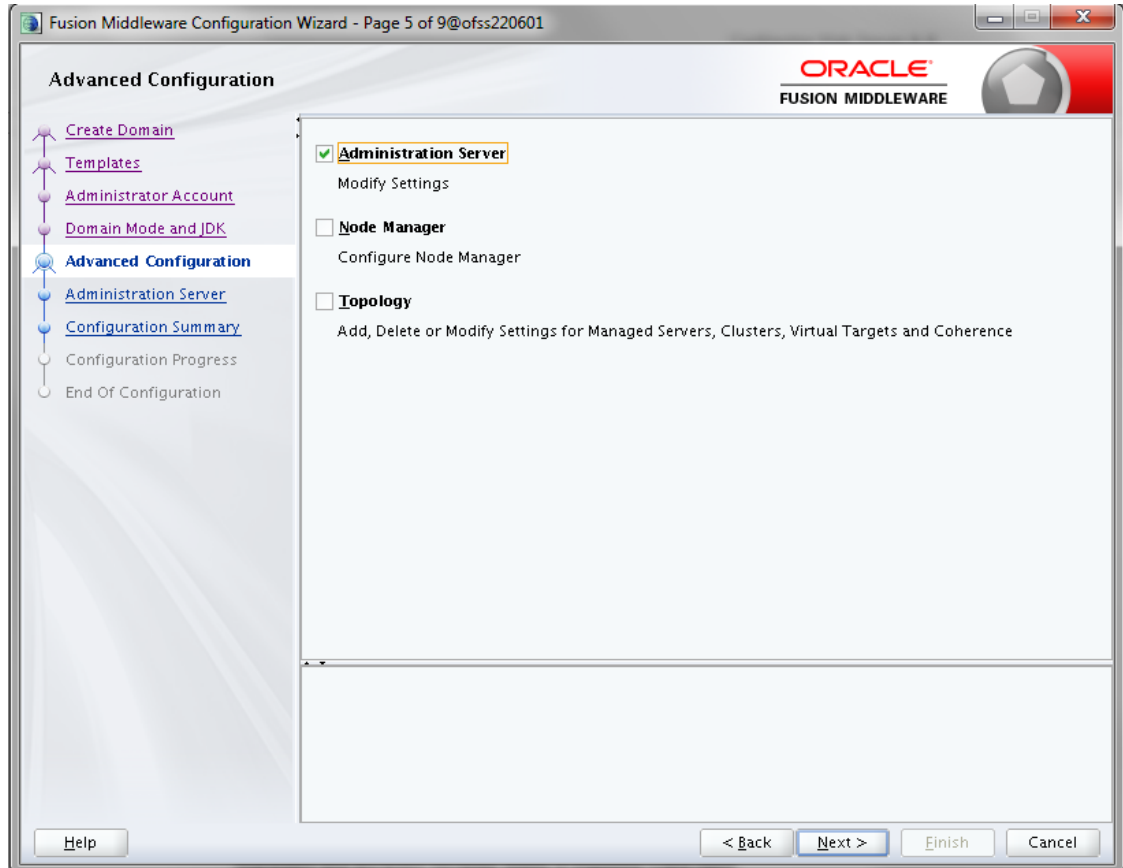 Fusion Middleware Configuration Wizard - Page 5 of 9@ofss220601
Advanced Configuration
ORACLE
FUSION MIDDLEWARE
Create Domain
Templates
Administrator Account
Domain Mode and JDK
Advanced Configuration
Administration Server
Configuration Summary
Configuration Progress
End Of Configuration
Administration Server
Modify Settings
Node Manager
Configure Node Manager
Topology
Add, Delete or Modify Settings for Managed Servers, Clusters, Virtual Targets and Coherence
Help
< Back
Next >
Finish
Cancel